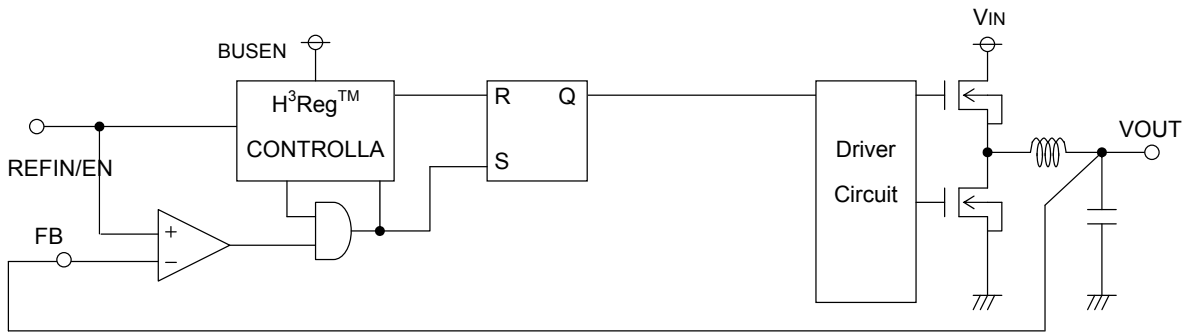 VIN
BUSEN
H³Reg™
CONTROLLA
R
Q
S
REFIN/EN
Driver
Circuit
VOUT
FB
+
−